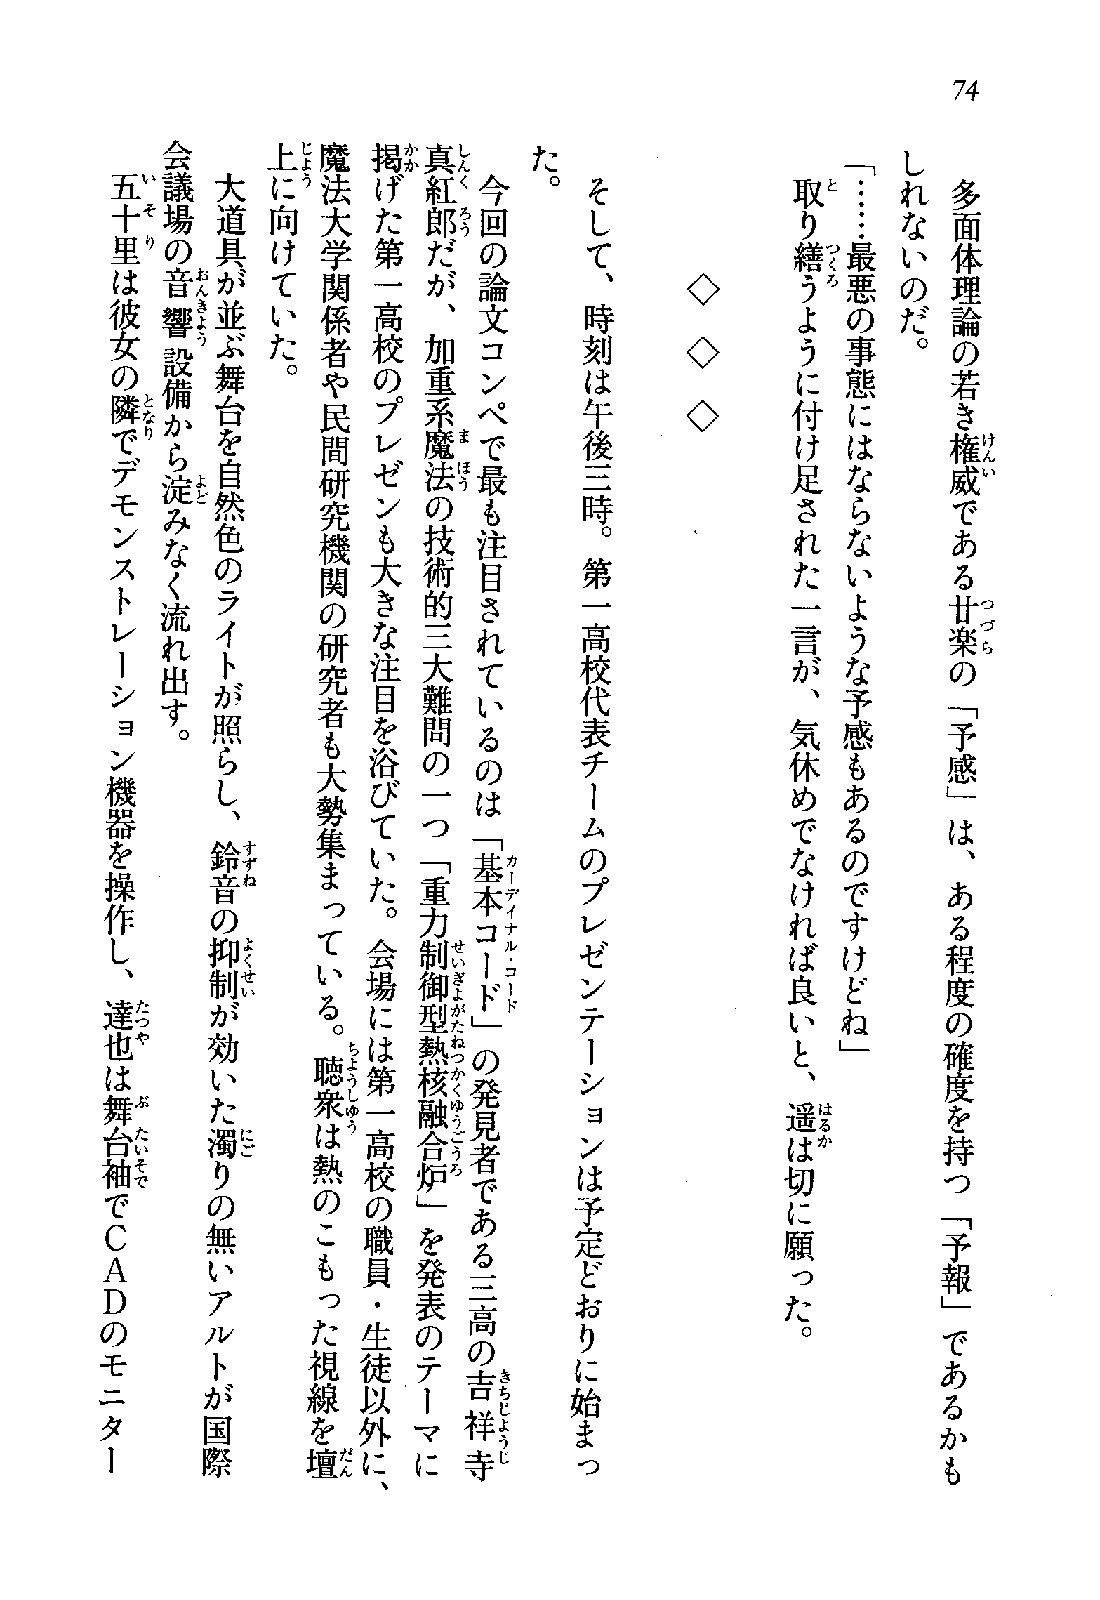 74
多面体理論の若き権威である廿楽の「予感」は、ある程度の確度を持つ「予報」であるかも
しれないのだ。
「……最悪の事態にはならないような予感もあるのですけどね」
取り繕うように付け足された一言が、気休めでなければ良いと、遥は切に願った。
◇ ◇ ◇
そして、時刻は午後三時。第一高校代表チームのプレゼンテーションは予定どおりに始まっ
た。
今回の論文コンペで最も注目されているのは「基本コード」の発見者である三高の吉祥寺
真紅郎だが、加重系魔法の技術的三大難問の一つ「重力制御型熱核融合炉」を発表のテーマに
掲げた第一高校のプレゼンも大きな注目を浴びていた。会場には第一高校の職員・生徒以外に、
魔法大学関係者や民間研究機関の研究者も大勢集まっている。聴衆は熱のこもった視線を壇
上に向けていた。
大道具が並ぶ舞台を自然色のライトが照らし、鈴音の抑制が効いた濁りの無いアルトが国際
会議場の音響設備から淀みなく流れ出す。
五十里は彼女の隣でデモンストレーション機器を操作し、達也は舞台袖でCADのモニター